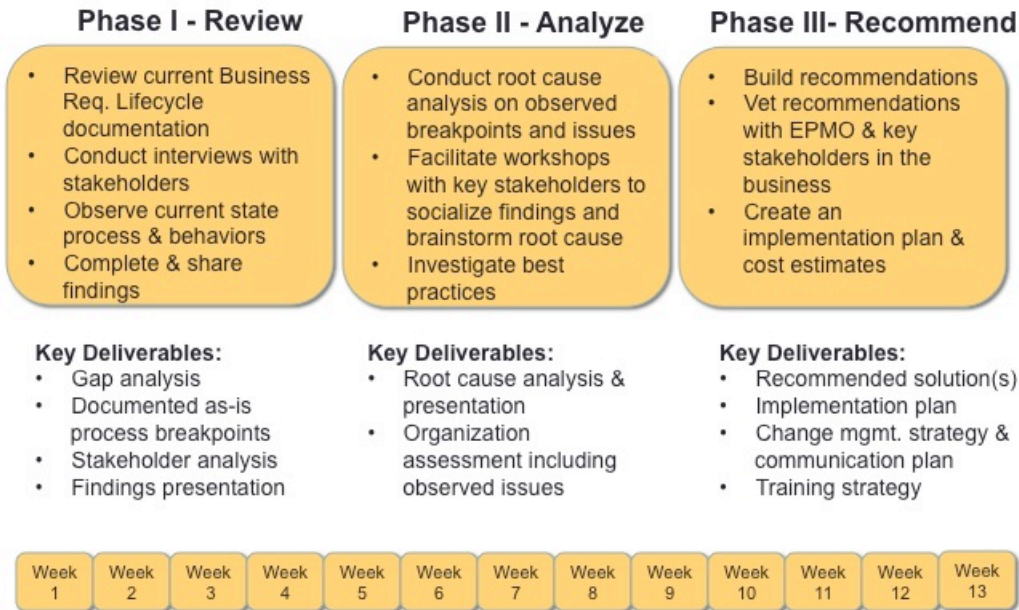 Phase I - Review
• Review current Business
Req. Lifecycle
documentation
• Conduct interviews with
stakeholders
• Observe current state
process & behaviors
• Complete & share
findings
Key Deliverables:
• Gap analysis
• Documented as-is
process breakpoints
• Stakeholder analysis
• Findings presentation
Phase II - Analyze
• Conduct root cause
analysis on observed
breakpoints and issues
• Facilitate workshops
with key stakeholders to
socialize findings and
brainstorm root cause
• Investigate best
practices
Key Deliverables:
• Root cause analysis &
presentation
• Organization
assessment including
observed issues
Phase III- Recommend
• Build recommendations
• Vet recommendations
with EPMO & key
stakeholders in the
business
• Create an
implementation plan &
cost estimates
Key Deliverables:
• Recommended solution(s)
• Implementation plan
• Change mgmt. strategy &
communication plan
• Training strategy
Week
1
Week
2
Week
3
Week
4
Week
5
Week
6
Week
7
Week
8
Week
9
Week
10
Week
11
Week
12
Week
13